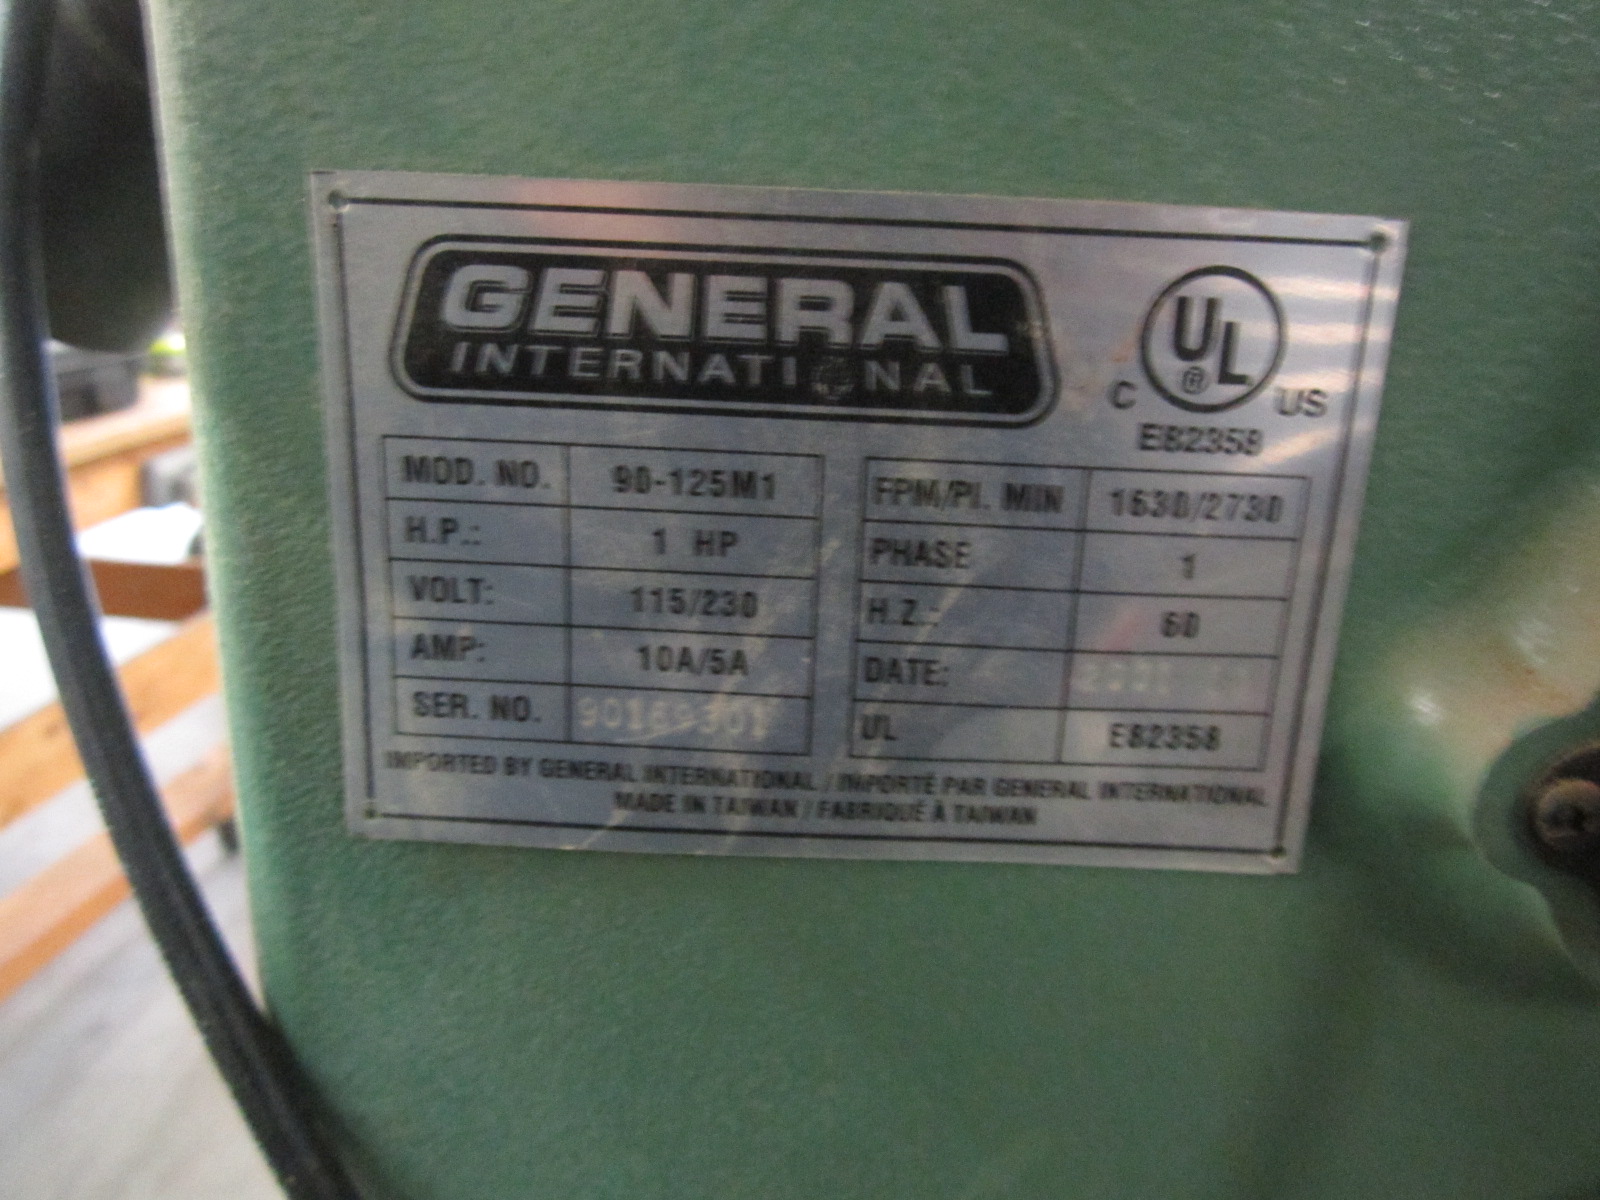 GENERAL
INTERNATIONAL
UL
®
C US
E82358
MOD. NO. 90-125M1
H.P.: 1 HP
VOLT: 115/230
AMP: 10A/5A
SER. NO.
FPM/PI. MIN 1630/2730
PHASE 1
H.Z.: 60
DATE:
UL E82358
IMPORTED BY GENERAL INTERNATIONAL / IMPORTÉ PAR GENERAL INTERNATIONAL
MADE IN TAIWAN / FABRIQUÉ À TAIWAN